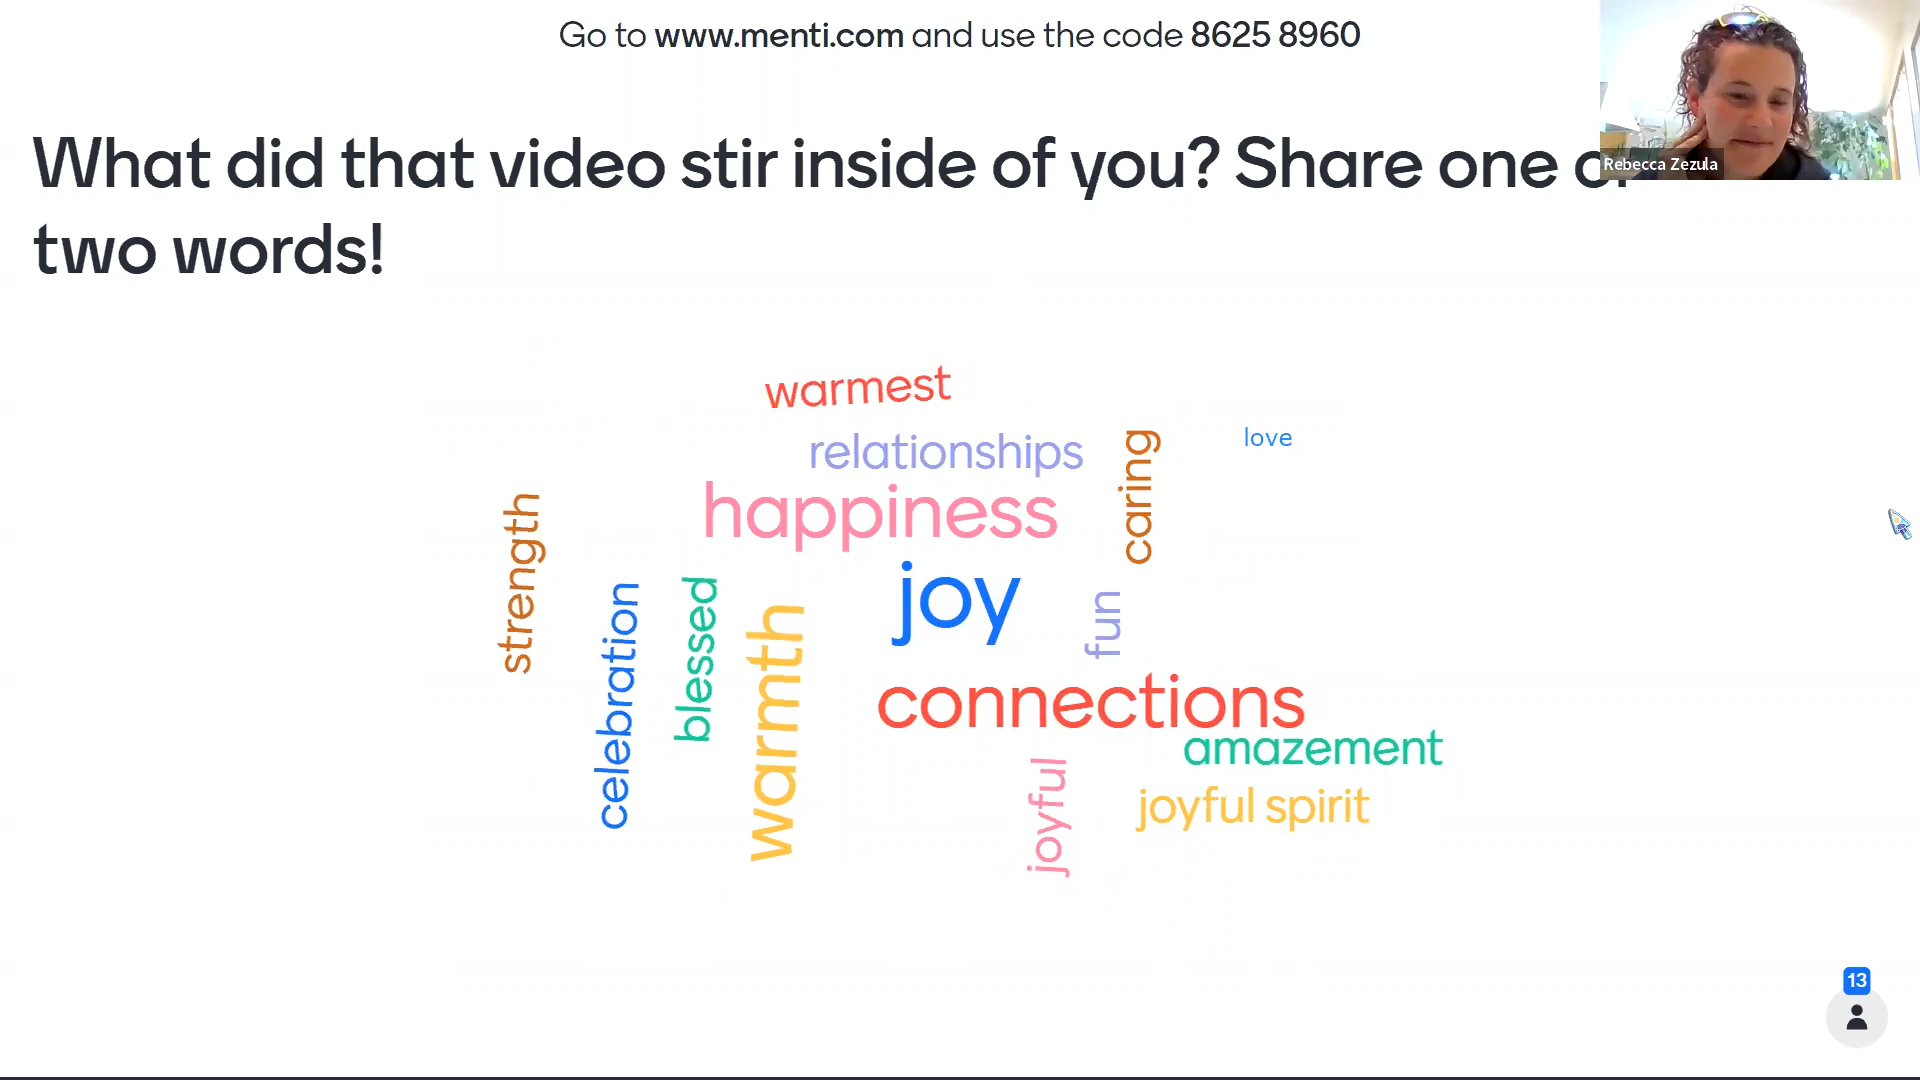 Go to www.menti.com and use the code 8625 8960
What did that video stir inside of you? Share one
two words!
Rebecca Zezula
warmest
relationships
caring
love
happiness
strength
joy
fun
celebration
blessed
warmth
connections
amazement
joyful
joyful spirit
13